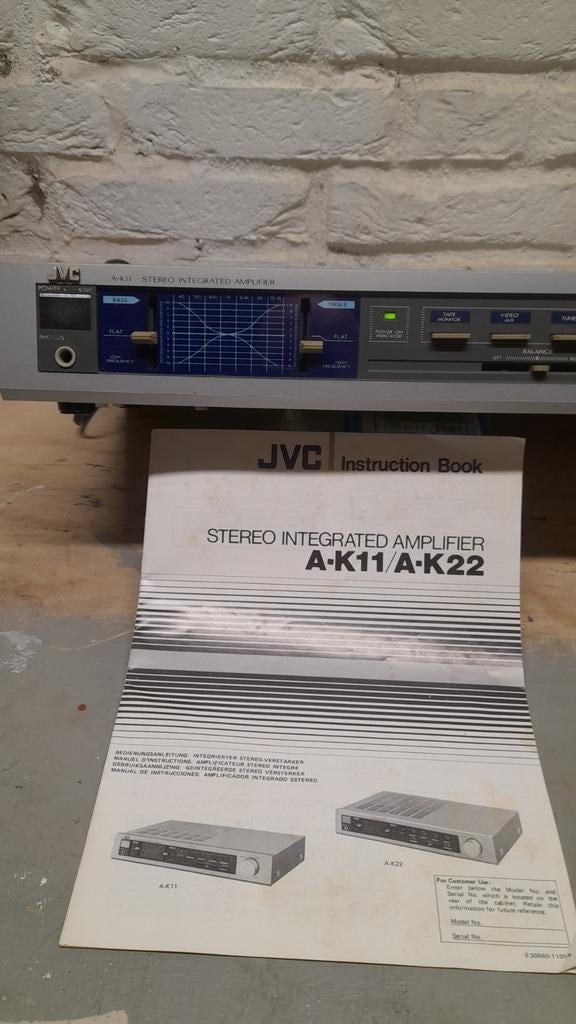 JVC
A-K11 STEREO INTEGRATED AMPLIFIER
POWER
BASS
TREBLE
FLAT
FLAT
LOW
FREQUENCY
HIGH
FREQUENCY
POWER ON
INDICATOR
TAPE
MONITOR
VIDEO
AUX
TUNE
BALANCE
LEFT
JVC Instruction Book
STEREO INTEGRATED AMPLIFIER
A-K11/A-K22
BEDIENUNGSANLEITUNG: INTEGRIERTER STEREO-VERSTÄRKER
MANUEL D'INSTRUCTIONS: AMPLIFICATEUR STEREO INTEGRE
GEBRUIKSAANWIJZING: GEINTEGREERDE STEREO VERSTERKER
MANUAL DE INSTRUCCIONES: AMPLIFICADOR INTEGRADO ESTEREO
A-K11
A-K22
For Customer Use:
Enter below the Model No. and
Serial No. which is located on the
rear of the cabinet. Retain this
information for future reference.
Model No.
Serial No.